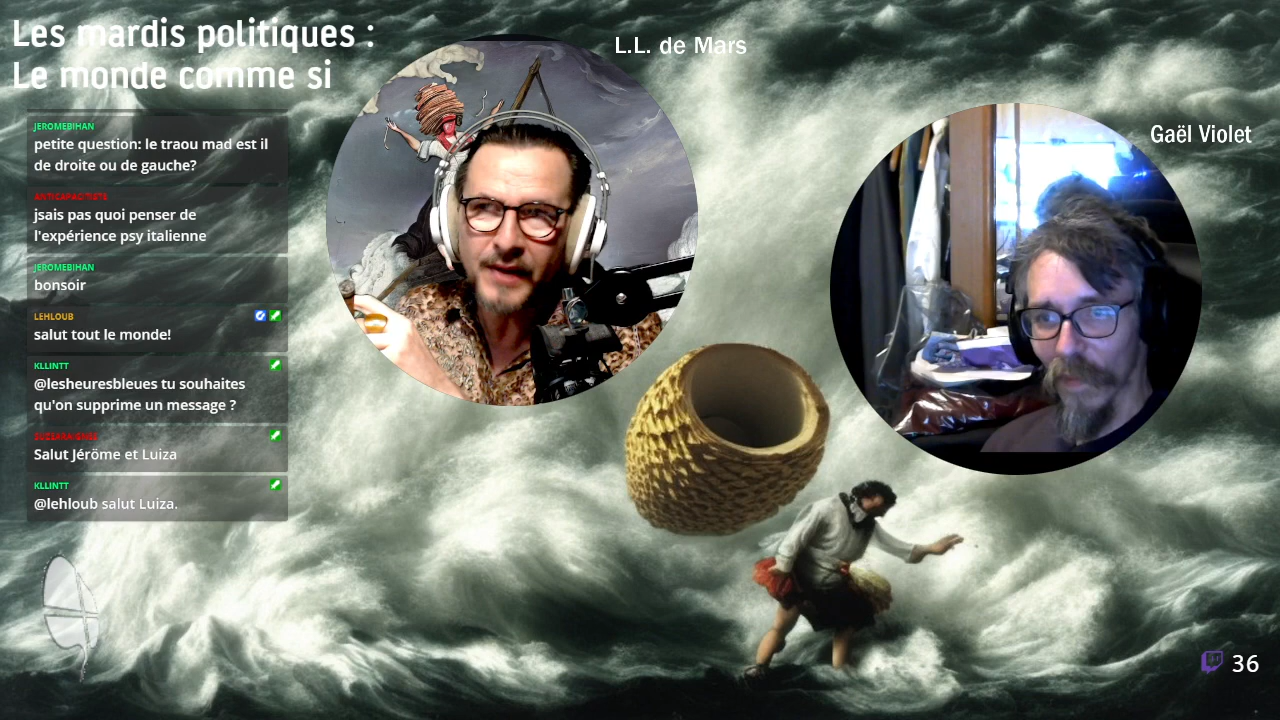 Les mardis politiques :
Le monde comme si
L.L. de Mars
Gaël Violet
JEROMEBIHAN
petite question: le traou mad est il
de droite ou de gauche?
jsais pas quoi penser de
l'expérience psy italienne
JEROMEBIHAN
bonsoir
LEHLOUB
salut tout le monde!
KLLINTT
@lesheuresbleues tu souhaites
qu'on supprime un message ?
Salut Jérôme et Luiza
KLLINTT
@lehloub salut Luiza.
36